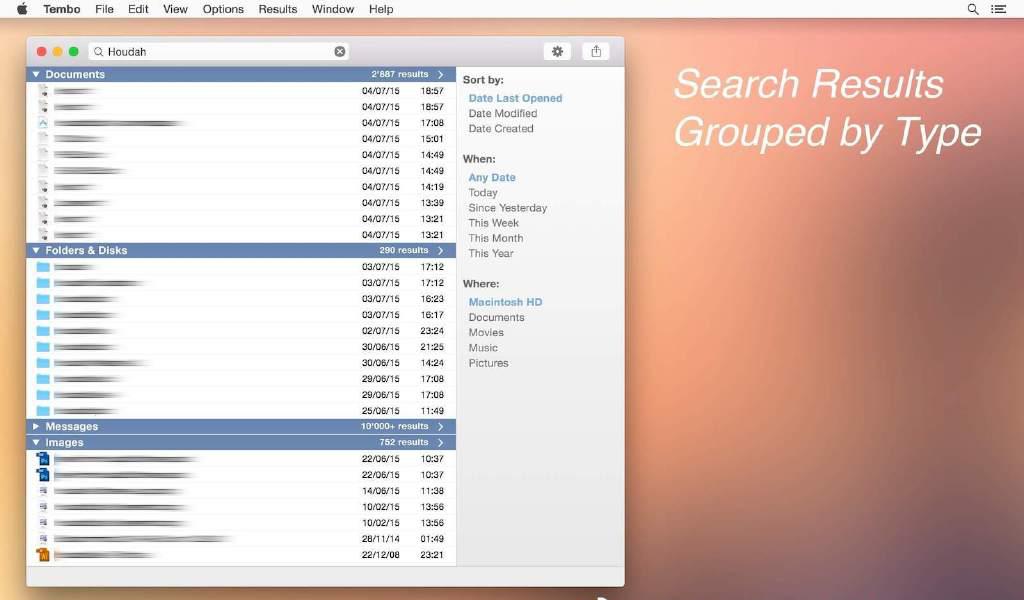 Tembo File Edit View Options Results Window Help
Houdah
Search Results
Grouped by Type
Documents 2'887 results
04/07/15 18:57
04/07/15 18:57
04/07/15 17:08
04/07/15 15:01
04/07/15 14:49
04/07/15 14:49
04/07/15 14:19
04/07/15 13:39
04/07/15 13:21
04/07/15 13:21
Folders & Disks 290 results
03/07/15 17:12
03/07/15 17:12
03/07/15 16:23
03/07/15 16:17
02/07/15 23:24
30/06/15 21:25
30/06/15 14:24
29/06/15 17:08
29/06/15 17:08
25/06/15 11:49
Messages 10'000+ results
Images 752 results
22/06/15 10:37
22/06/15 10:37
14/06/15 11:38
10/02/15 13:56
10/02/15 13:56
28/11/14 01:49
22/12/08 23:21
Sort by:
Date Last Opened
Date Modified
Date Created
When:
Any Date
Today
Since Yesterday
This Week
This Month
This Year
Where:
Macintosh HD
Documents
Movies
Music
Pictures